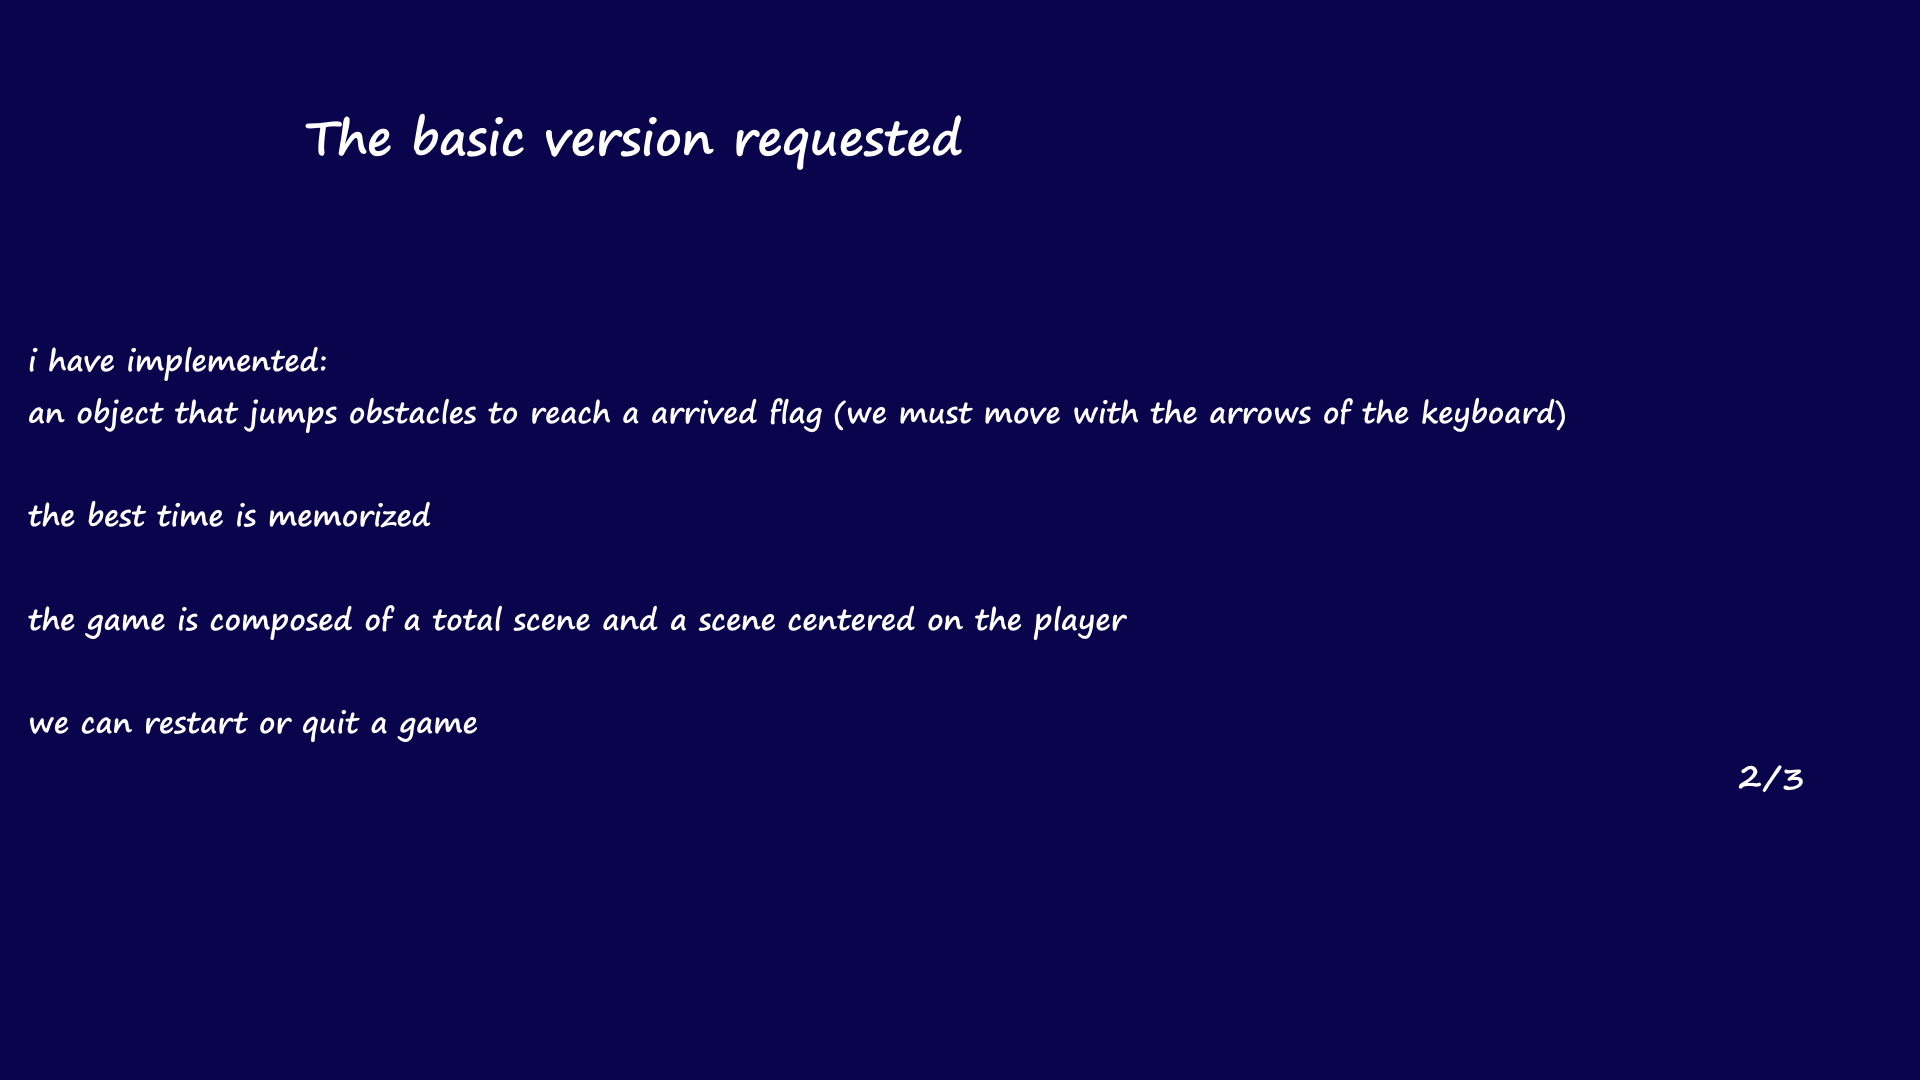 The basic version requested
i have implemented:
an object that jumps obstacles to reach a arrived flag (we must move with the arrows of the keyboard)
the best time is memorized
the game is composed of a total scene and a scene centered on the player
we can restart or quit a game
2/3